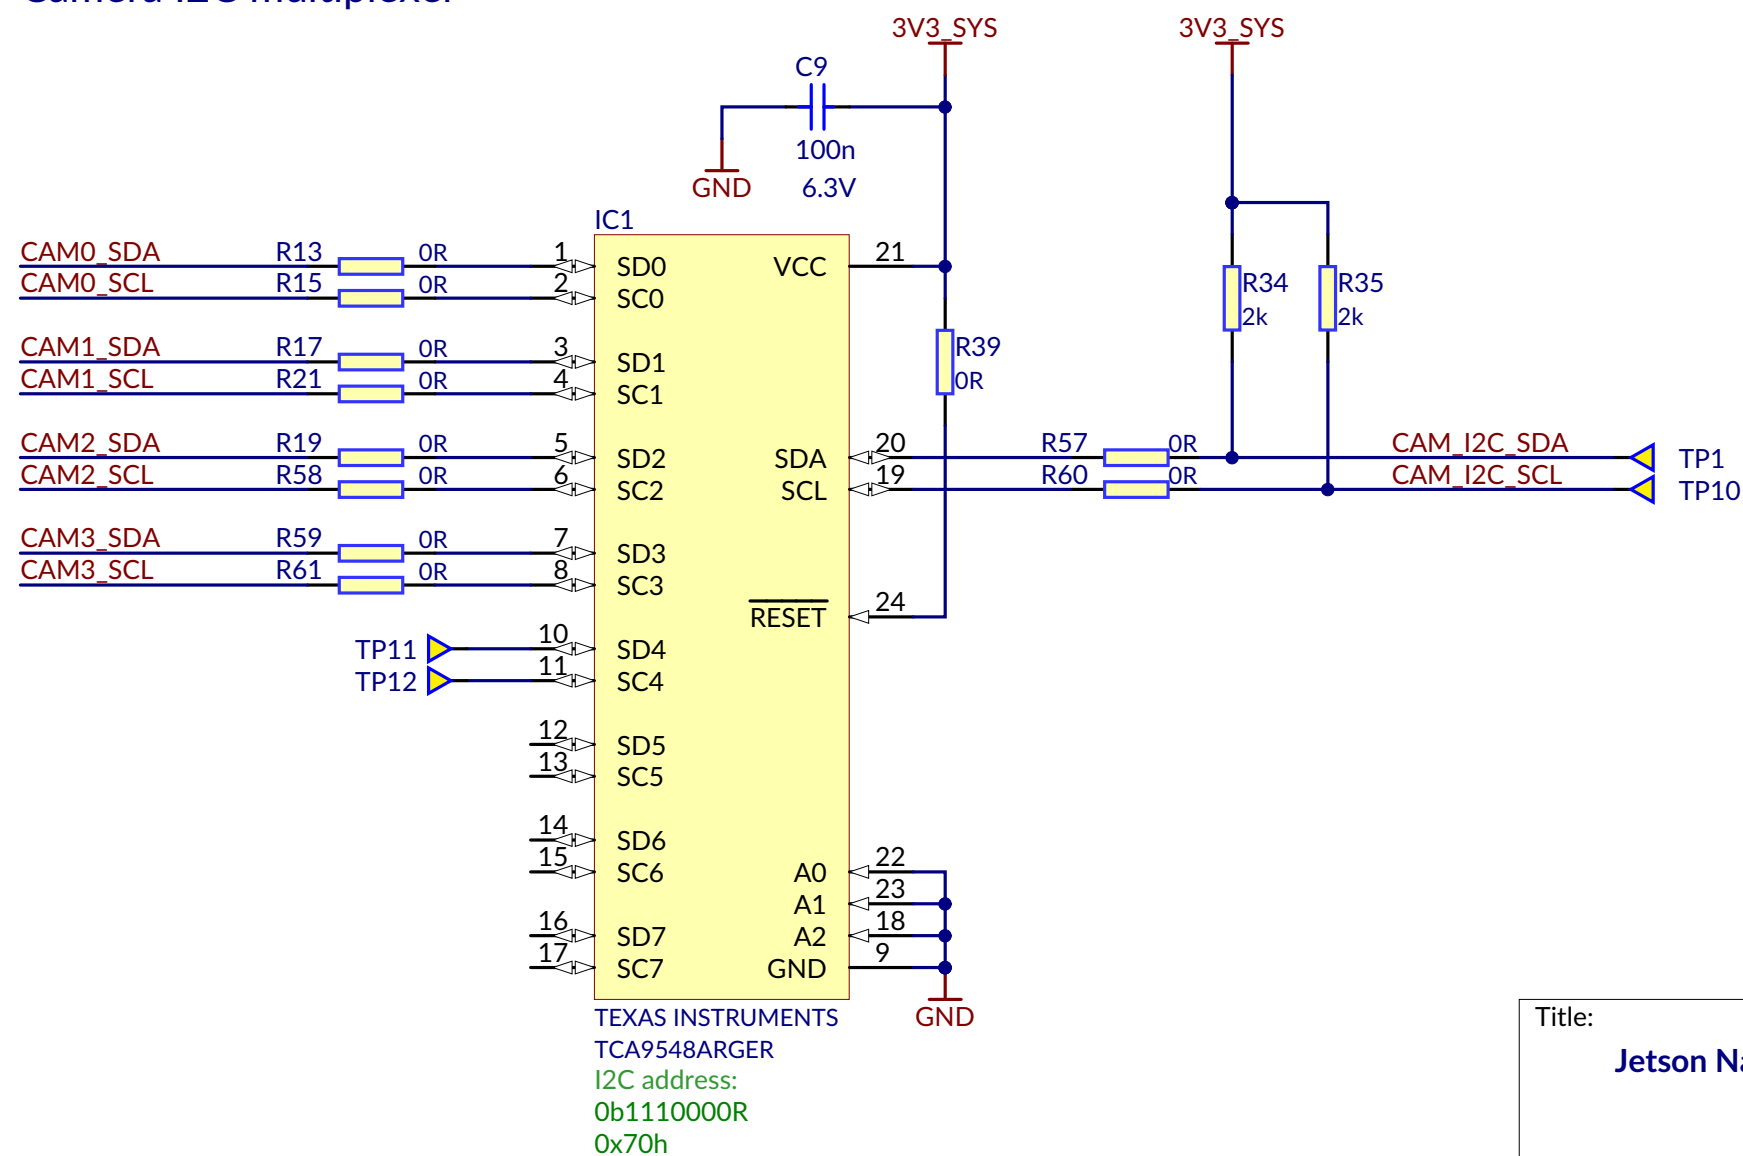 Camera I2C multiplexer
3V3_SYS
3V3_SYS
C9
100n
6.3V
GND
IC1
CAM0_SDA R13 0R 1 SD0
CAM0_SCL R15 0R 2 SC0
CAM1_SDA R17 0R 3 SD1
CAM1_SCL R21 0R 4 SC1
CAM2_SDA R19 0R 5 SD2
CAM2_SCL R58 0R 6 SC2
CAM3_SDA R59 0R 7 SD3
CAM3_SCL R61 0R 8 SC3
TP11 10 SD4
TP12 11 SC4
12 SD5
13 SC5
14 SD6
15 SC6
16 SD7
17 SC7
VCC 21
R39
0R
R34
2k
R35
2k
SDA 20 R57 0R CAM_I2C_SDA TP1
SCL 19 R60 0R CAM_I2C_SCL TP10
RESET 24
A0 22
A1 23
A2 18
GND 9
GND
TEXAS INSTRUMENTS
TCA9548ARGER
I2C address:
0b1110000R
0x70h
Title:
Jetson Na